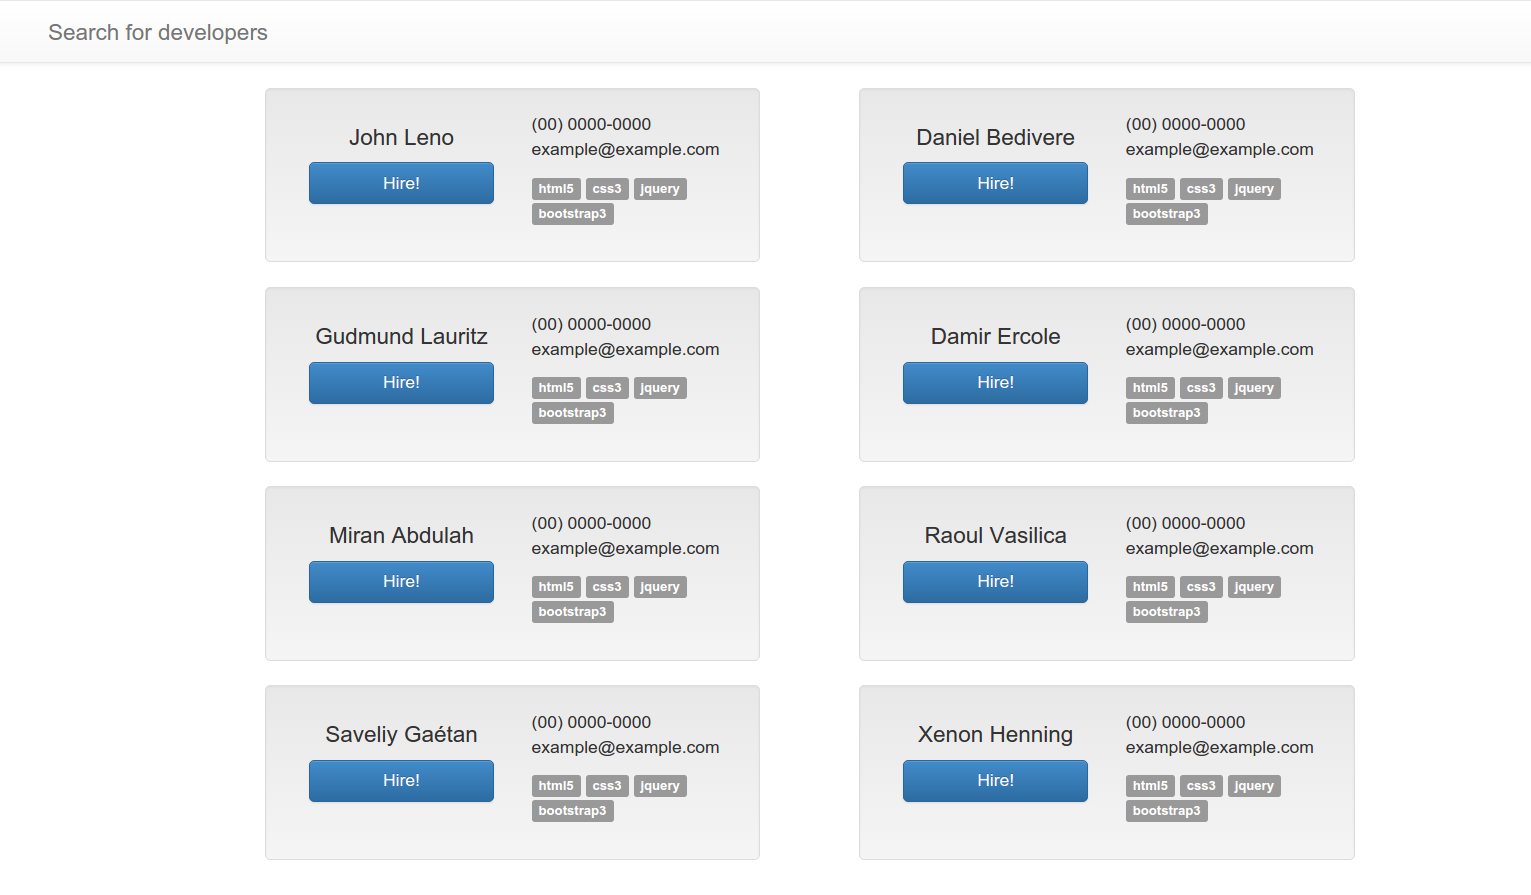 Search for developers
John Leno
Hire!
(00) 0000-0000
example@example.com
html5 css3 jquery
bootstrap3
Daniel Bedivere
Hire!
(00) 0000-0000
example@example.com
html5 css3 jquery
bootstrap3
Gudmund Lauritz
Hire!
(00) 0000-0000
example@example.com
html5 css3 jquery
bootstrap3
Damir Ercole
Hire!
(00) 0000-0000
example@example.com
html5 css3 jquery
bootstrap3
Miran Abdulah
Hire!
(00) 0000-0000
example@example.com
html5 css3 jquery
bootstrap3
Raoul Vasilica
Hire!
(00) 0000-0000
example@example.com
html5 css3 jquery
bootstrap3
Saveliy Gaétan
Hire!
(00) 0000-0000
example@example.com
html5 css3 jquery
bootstrap3
Xenon Henning
Hire!
(00) 0000-0000
example@example.com
html5 css3 jquery
bootstrap3